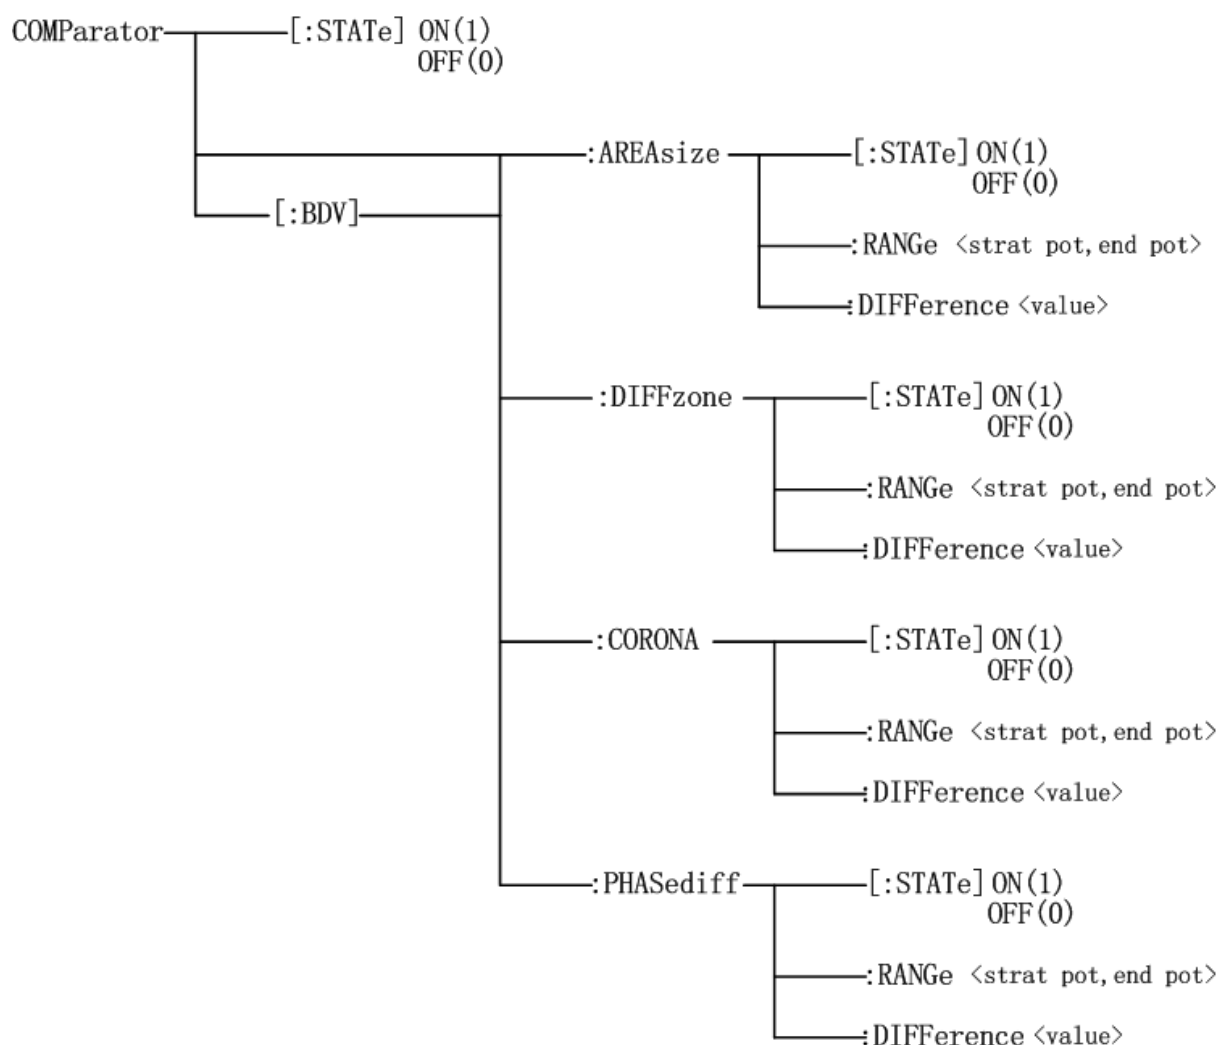 COMParator [:STATe] ON(1)
OFF(0)
:AREAsize [:STATe] ON(1)
OFF(0)
[:BDV]
:RANGe <strat pot,end pot>
:DIFFerence <value>
:DIFFzone [:STATe] ON(1)
OFF(0)
:RANGe <strat pot,end pot>
:DIFFerence <value>
:CORONA [:STATe] ON(1)
OFF(0)
:RANGe <strat pot,end pot>
:DIFFerence <value>
:PHASediff [:STATe] ON(1)
OFF(0)
:RANGe <strat pot,end pot>
:DIFFerence <value>